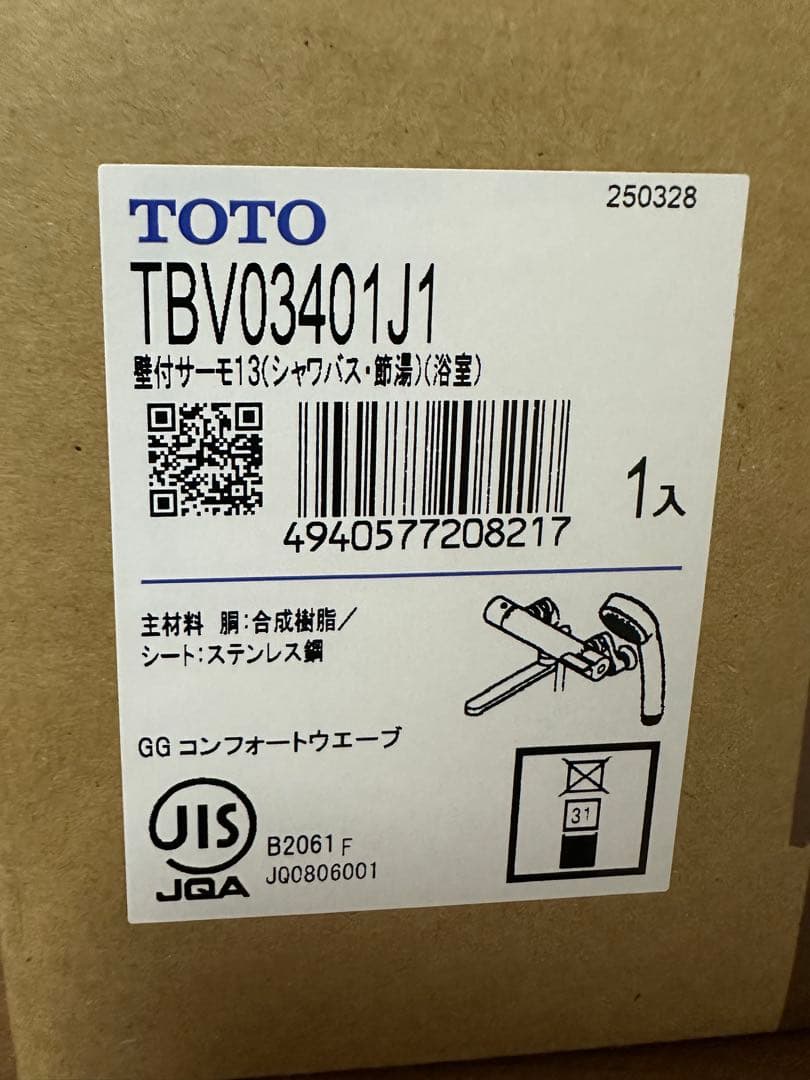 TOTO
250328
TBV03401J1
壁付サーモ13(シャワバス・節湯)(浴室)
4940577208217
1入
主材料 胴:合成樹脂/
シート:ステンレス鋼
GG コンフォートウエーブ
JIS
JQA
B2061 F
JQ0806001
31